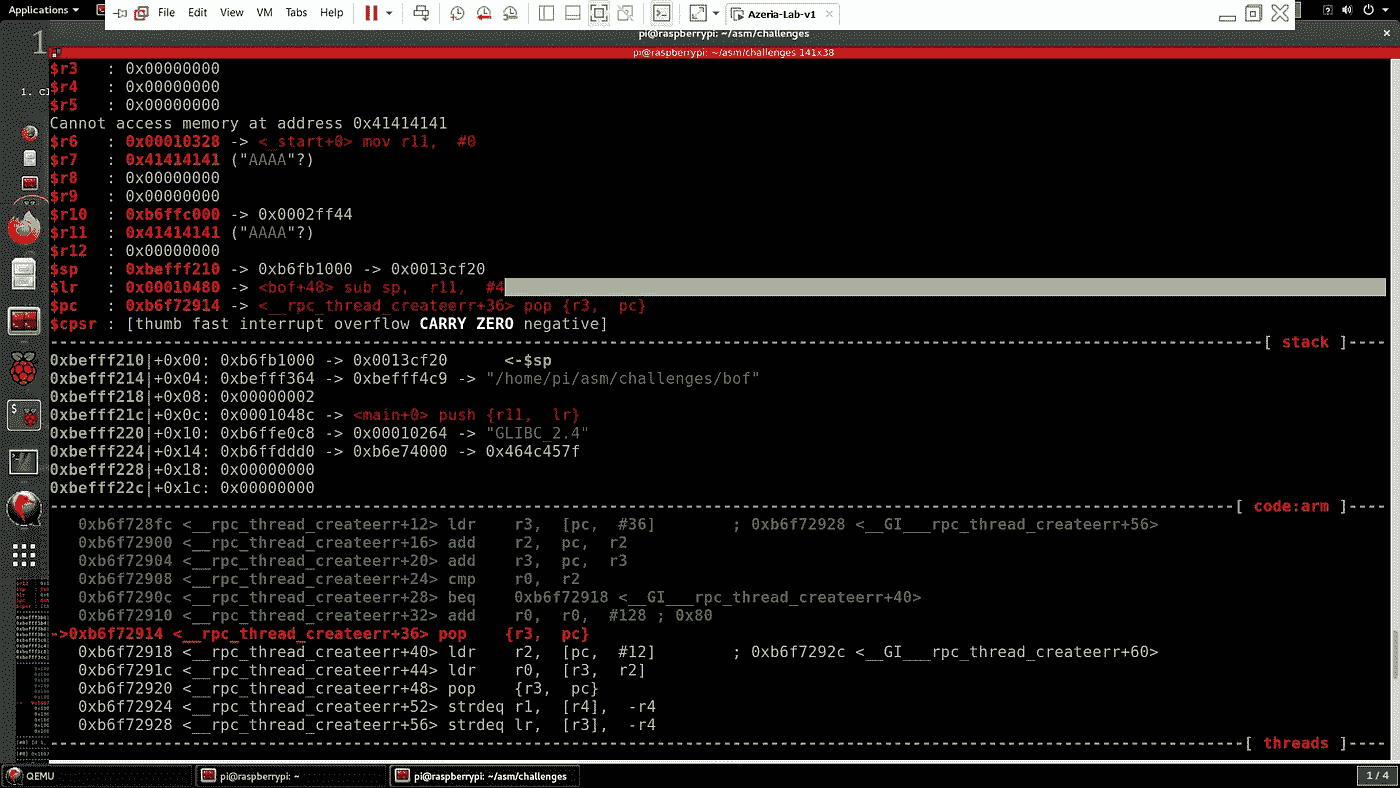 Applications
File Edit View VM Tabs Help
Azeria-Lab-v1
pi@raspberrypi: ~/asm/challenges
pi@raspberrypi: ~/asm/challenges 141x38
1
1. Cl
$r3 : 0x00000000
$r4 : 0x00000000
$r5 : 0x00000000
Cannot access memory at address 0x41414141
$r6 : 0x00010328 -> <_start+0> mov r11, #0
$r7 : 0x41414141 ("AAAA"?)
$r8 : 0x00000000
$r9 : 0x00000000
$r10 : 0xb6ffc000 -> 0x0002ff44
$r11 : 0x41414141 ("AAAA"?)
$r12 : 0x00000000
$sp : 0xbefff210 -> 0xb6fb1000 -> 0x0013cf20
$lr : 0x00010480 -> <bof+48> sub sp, r11, #4
$pc : 0xb6f72914 -> <__rpc_thread_createerr+36> pop {r3, pc}
$cpsr : [thumb fast interrupt overflow CARRY ZERO negative]
[ stack ]
0xbefff210|+0x00: 0xb6fb1000 -> 0x0013cf20 <-$sp
0xbefff214|+0x04: 0xbefff364 -> 0xbefff4c9 -> "/home/pi/asm/challenges/bof"
0xbefff218|+0x08: 0x00000002
0xbefff21c|+0x0c: 0x0001048c -> <main+0> push {r11, lr}
0xbefff220|+0x10: 0xb6ffe0c8 -> 0x00010264 -> "GLIBC_2.4"
0xbefff224|+0x14: 0xb6ffddd0 -> 0xb6e74000 -> 0x464c457f
0xbefff228|+0x18: 0x00000000
0xbefff22c|+0x1c: 0x00000000
[ code:arm ]
0xb6f728fc <__rpc_thread_createerr+12> ldr r3, [pc, #36] ; 0xb6f72928 <__GI___rpc_thread_createerr+56>
0xb6f72900 <__rpc_thread_createerr+16> add r2, pc, r2
0xb6f72904 <__rpc_thread_createerr+20> add r3, pc, r3
0xb6f72908 <__rpc_thread_createerr+24> cmp r0, r2
0xb6f7290c <__rpc_thread_createerr+28> beq 0xb6f72918 <__GI___rpc_thread_createerr+40>
0xb6f72910 <__rpc_thread_createerr+32> add r0, r0, #128 ; 0x80
->0xb6f72914 <__rpc_thread_createerr+36> pop {r3, pc}
0xb6f72918 <__rpc_thread_createerr+40> ldr r2, [pc, #12] ; 0xb6f7292c <__GI___rpc_thread_createerr+60>
0xb6f7291c <__rpc_thread_createerr+44> ldr r0, [r3, r2]
0xb6f72920 <__rpc_thread_createerr+48> pop {r3, pc}
0xb6f72924 <__rpc_thread_createerr+52> strdeq r1, [r4], -r4
0xb6f72928 <__rpc_thread_createerr+56> strdeq lr, [r3], -r4
[ threads ]
QEMU
pi@raspberrypi: ~
pi@raspberrypi: ~/asm/challenges
1 / 4